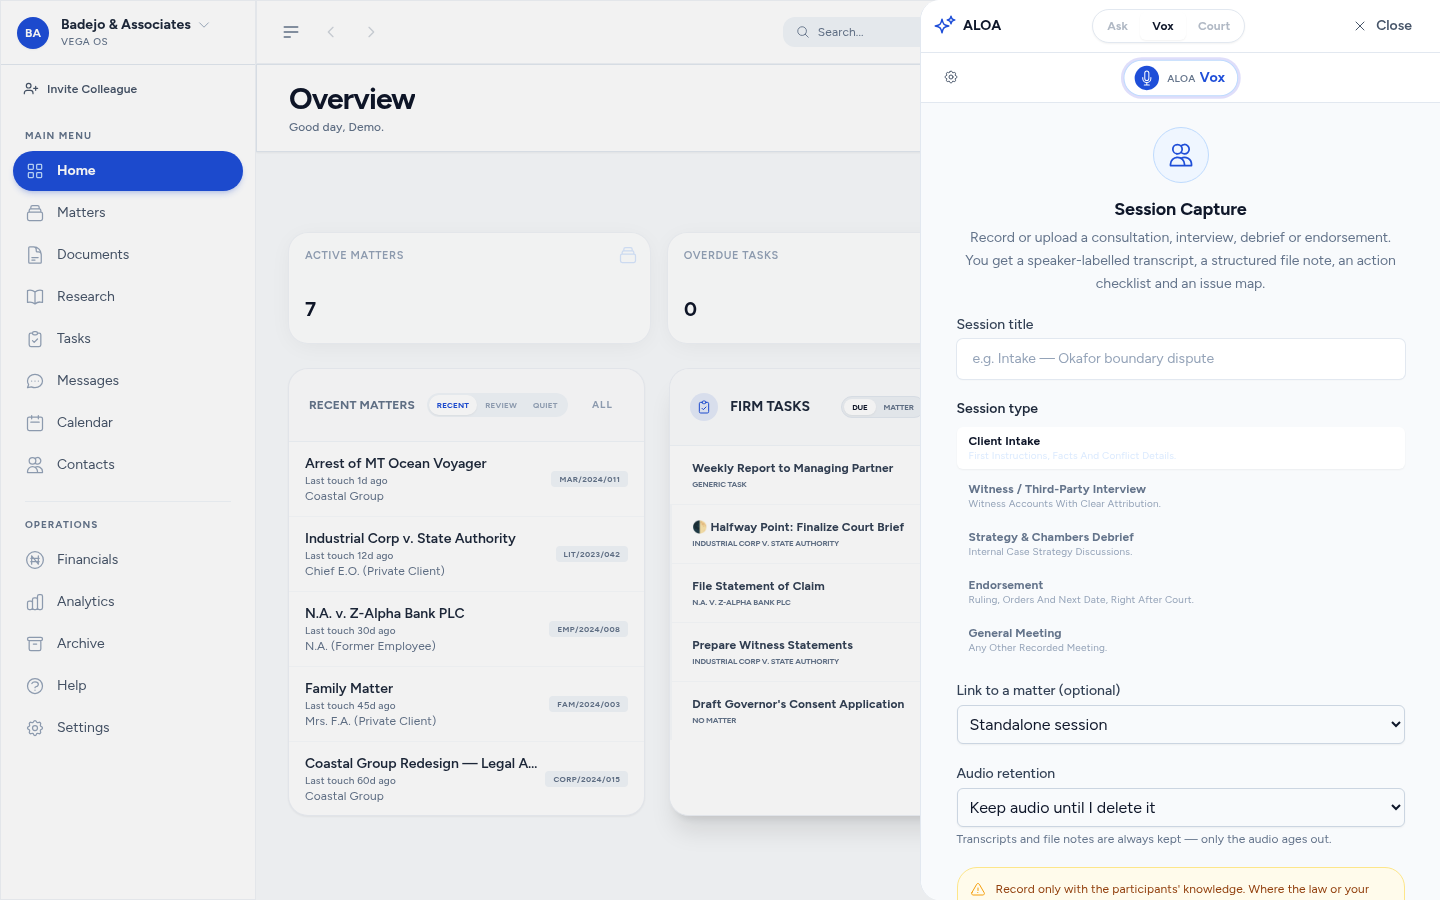 BA
Badejo & Associates
VEGA OS
Invite Colleague
MAIN MENU
Home
Matters
Documents
Research
Tasks
Messages
Calendar
Contacts
OPERATIONS
Financials
Analytics
Archive
Help
Settings
Search...
Overview
Good day, Demo.
ACTIVE MATTERS
7
OVERDUE TASKS
0
RECENT MATTERS
RECENT
REVIEW
QUIET
ALL
Arrest of MT Ocean Voyager
Last touch 1d ago
Coastal Group
MAR/2024/011
Industrial Corp v. State Authority
Last touch 12d ago
Chief E.O. (Private Client)
LIT/2023/042
N.A. v. Z-Alpha Bank PLC
Last touch 30d ago
N.A. (Former Employee)
EMP/2024/008
Family Matter
Last touch 45d ago
Mrs. F.A. (Private Client)
FAM/2024/003
Coastal Group Redesign — Legal A...
Last touch 60d ago
Coastal Group
CORP/2024/015
FIRM TASKS
DUE
MATTER
Weekly Report to Managing Partner
GENERIC TASK
🌓 Halfway Point: Finalize Court Brief
INDUSTRIAL CORP V. STATE AUTHORITY
File Statement of Claim
N.A. V. Z-ALPHA BANK PLC
Prepare Witness Statements
INDUSTRIAL CORP V. STATE AUTHORITY
Draft Governor's Consent Application
NO MATTER
ALOA
Ask
Vox
Court
Close
ALOA Vox
Session Capture
Record or upload a consultation, interview, debrief or endorsement.
You get a speaker-labelled transcript, a structured file note, an action
checklist and an issue map.
Session title
e.g. Intake — Okafor boundary dispute
Session type
Client Intake
First Instructions, Facts And Conflict Details.
Witness / Third-Party Interview
Witness Accounts With Clear Attribution.
Strategy & Chambers Debrief
Internal Case Strategy Discussions.
Endorsement
Ruling, Orders And Next Date, Right After Court.
General Meeting
Any Other Recorded Meeting.
Link to a matter (optional)
Standalone session
Audio retention
Keep audio until I delete it
Transcripts and file notes are always kept — only the audio ages out.
Record only with the participants' knowledge. Where the law or your